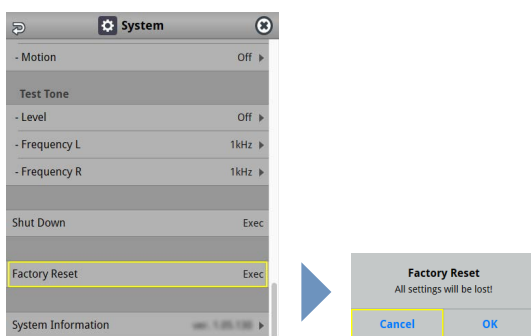 System
- Motion Off
Test Tone
- Level Off
- Frequency L 1kHz
- Frequency R 1kHz
Shut Down Exec
Factory Reset Exec
System Information
Factory Reset
All settings will be lost!
Cancel OK